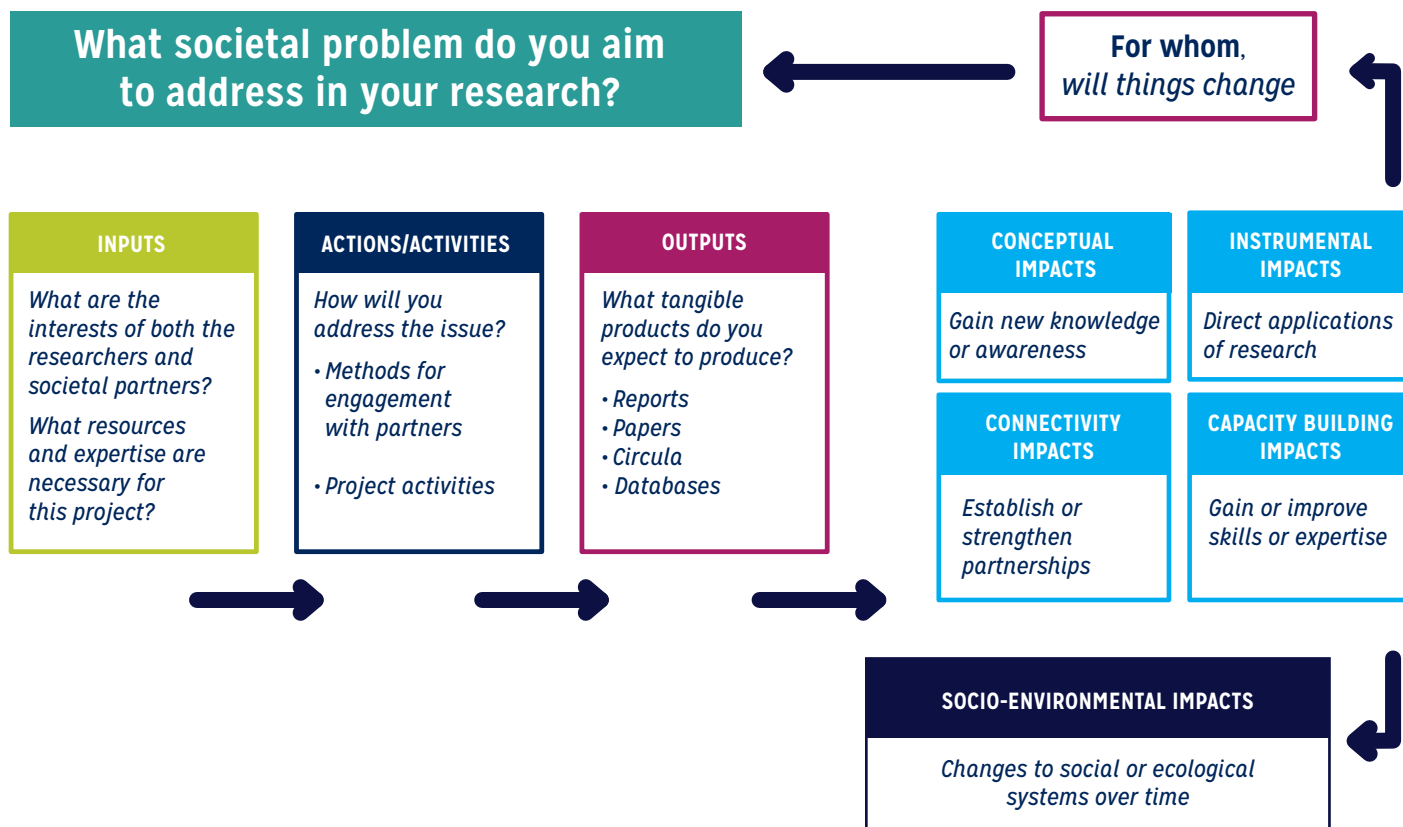 What societal problem do you aim
to address in your research?
For whom,
will things change
INPUTS
What are the
interests of both the
researchers and
societal partners?
What resources
and expertise are
necessary for
this project?
ACTIONS/ACTIVITIES
How will you
address the issue?
• Methods for
engagement
with partners
• Project activities
OUTPUTS
What tangible
products do you
expect to produce?
• Reports
• Papers
• Circula
• Databases
CONCEPTUAL
IMPACTS
Gain new knowledge
or awareness
INSTRUMENTAL
IMPACTS
Direct applications
of research
CONNECTIVITY
IMPACTS
Establish or
strengthen
partnerships
CAPACITY BUILDING
IMPACTS
Gain or improve
skills or expertise
SOCIO-ENVIRONMENTAL IMPACTS
Changes to social or ecological
systems over time